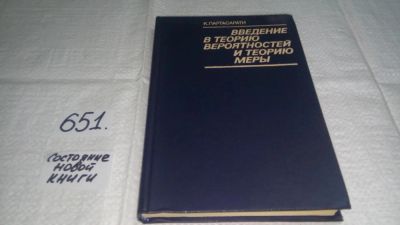 К. ПАРТАСАРАТИ
ВВЕДЕНИЕ
В ТЕОРИЮ
ВЕРОЯТНОСТЕЙ
И ТЕОРИЮ
МЕРЫ
651.
состояние
новой
книги